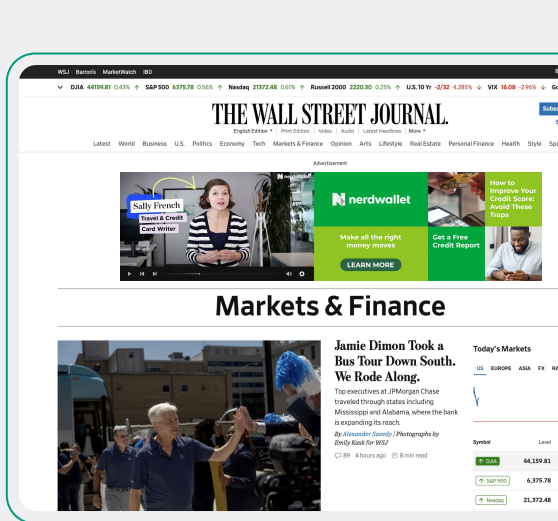 WSJ Barron's MarketWatch IBD
DJIA 44159.81 0.43% ↑ S&P 500 6375.78 0.56% ↑ Nasdaq 21372.48 0.61% ↑ Russell 2000 2220.30 0.25% ↑ U.S. 10 Yr -2/32 4.285% ↓ VIX 16.08 -2.96% ↓ Go
THE WALL STREET JOURNAL.
Subsc
English Edition Print Edition Video Audio Latest Headlines More
Latest World Business U.S. Politics Economy Tech Markets & Finance Opinion Arts Lifestyle Real Estate Personal Finance Health Style Spo
Advertisement
nerdwallet
Sally French
Travel & Credit
Card Writer
nerdwallet
Make all the right
money moves
LEARN MORE
How to
Improve Your
Credit Score:
Avoid These
Traps
Get a Free
Credit Report
Markets & Finance
Jamie Dimon Took a
Bus Tour Down South.
We Rode Along.
Top executives at JPMorgan Chase
traveled through states including
Mississippi and Alabama, where the bank
is expanding its reach.
By Alexander Saeedy | Photographs by
Emily Kask for WSJ
89 4 hours ago 8 min read
Today's Markets
US EUROPE ASIA FX RA
Symbol Level
↑ DJIA 44,159.81
↑ S&P 500 6,375.78
↑ Nasdaq 21,372.48